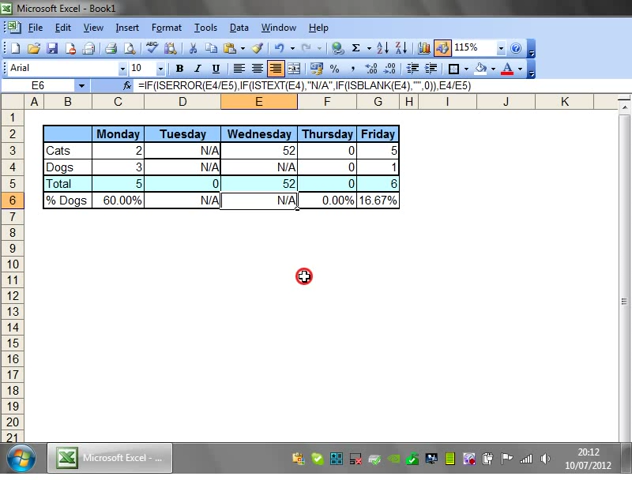 Microsoft Excel - Book1
File Edit View Insert Format Tools Data Window Help
115%
Arial 10 B I U
E6 fx =IF(ISERROR(E4/E5),IF(ISTEXT(E4),"N/A",IF(ISBLANK(E4),"",0)),E4/E5)
A B C D E F G H I J K
1
2 Monday Tuesday Wednesday Thursday Friday
3 Cats 2 N/A 52 0 5
4 Dogs 3 N/A N/A 0 1
5 Total 5 0 52 0 6
6 % Dogs 60.00% N/A N/A 0.00% 16.67%
7
8
9
10
11
12
13
14
15
16
17
18
19
20
21
Microsoft Excel - ...
20:12
10/07/2012